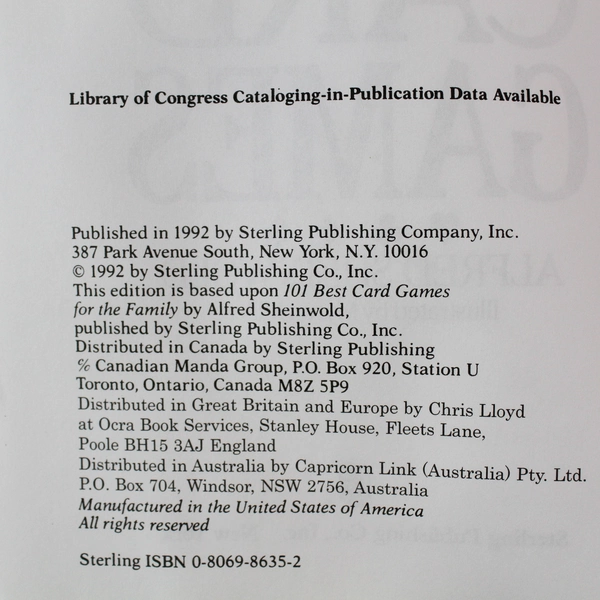 Library of Congress Cataloging-in-Publication Data Available
Published in 1992 by Sterling Publishing Company, Inc.
387 Park Avenue South, New York, N.Y. 10016
© 1992 by Sterling Publishing Co., Inc.
This edition is based upon 101 Best Card Games
for the Family by Alfred Sheinwold,
published by Sterling Publishing Co., Inc.
Distributed in Canada by Sterling Publishing
℅ Canadian Manda Group, P.O. Box 920, Station U
Toronto, Ontario, Canada M8Z 5P9
Distributed in Great Britain and Europe by Chris Lloyd
at Ocra Book Services, Stanley House, Fleets Lane,
Poole BH15 3AJ England
Distributed in Australia by Capricorn Link (Australia) Pty. Ltd.
P.O. Box 704, Windsor, NSW 2756, Australia
Manufactured in the United States of America
All rights reserved
Sterling ISBN 0-8069-8635-2